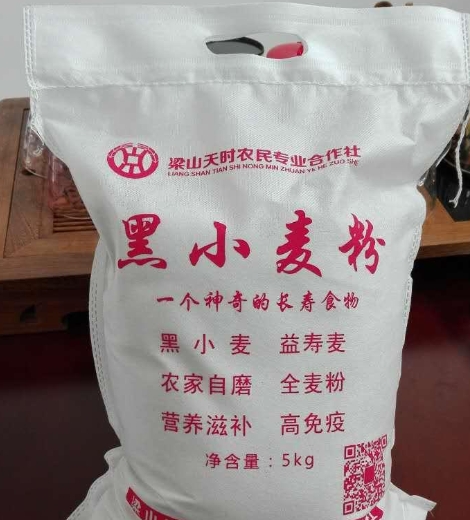 梁山天时农民专业合作社
LIANG SHAN TIAN SHI NONG MIN ZHUAN YE HE ZUO SHE
黑小麦粉
一个神奇的长寿食物
黑小麦 益寿麦
农家自磨 全麦粉
营养滋补 高免疫
净含量：5kg
梁山